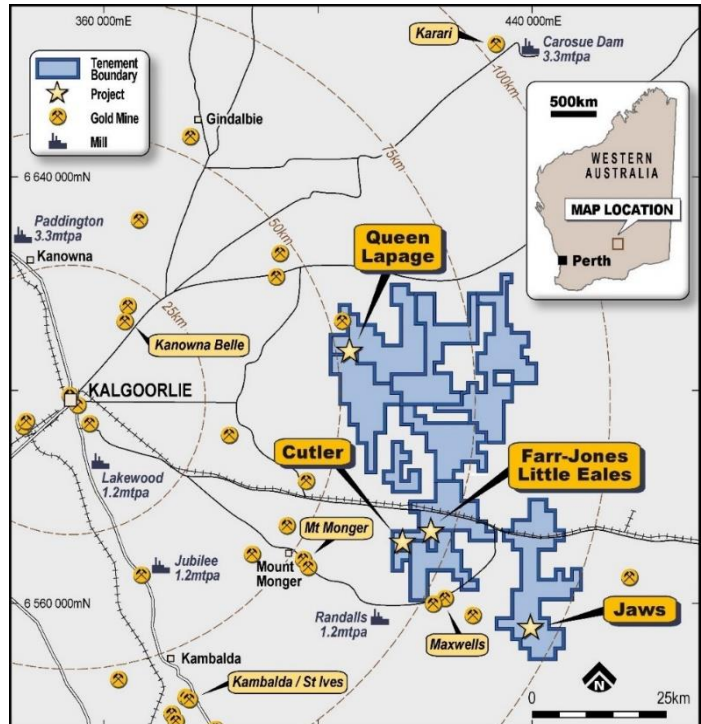 360 000mE
440 000mE
Tenement
Boundary
Project
Gold Mine
Mill
Karari
Carosue Dam
3.3mtpa
100km
500km
WESTERN
AUSTRALIA
MAP LOCATION
Perth
Gindalbie
75km
6 640 000mN
Paddington
3.3mtpa
Kanowna
50km
Queen
Lapage
25km
Kanowna Belle
KALGOORLIE
Cutler
Farr-Jones
Little Eales
Lakewood
1.2mtpa
Mt Monger
Jubilee
1.2mtpa
Mount
Monger
6 560 000mN
Randalls
1.2mtpa
Maxwells
Jaws
Kambalda
Kambalda / St Ives
N
0
25km